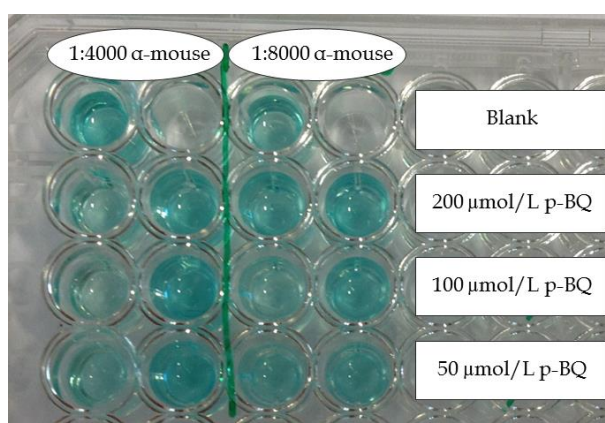 1:4000 α-mouse
1:8000 α-mouse
Blank
200 µmol/L p-BQ
100 µmol/L p-BQ
50 µmol/L p-BQ